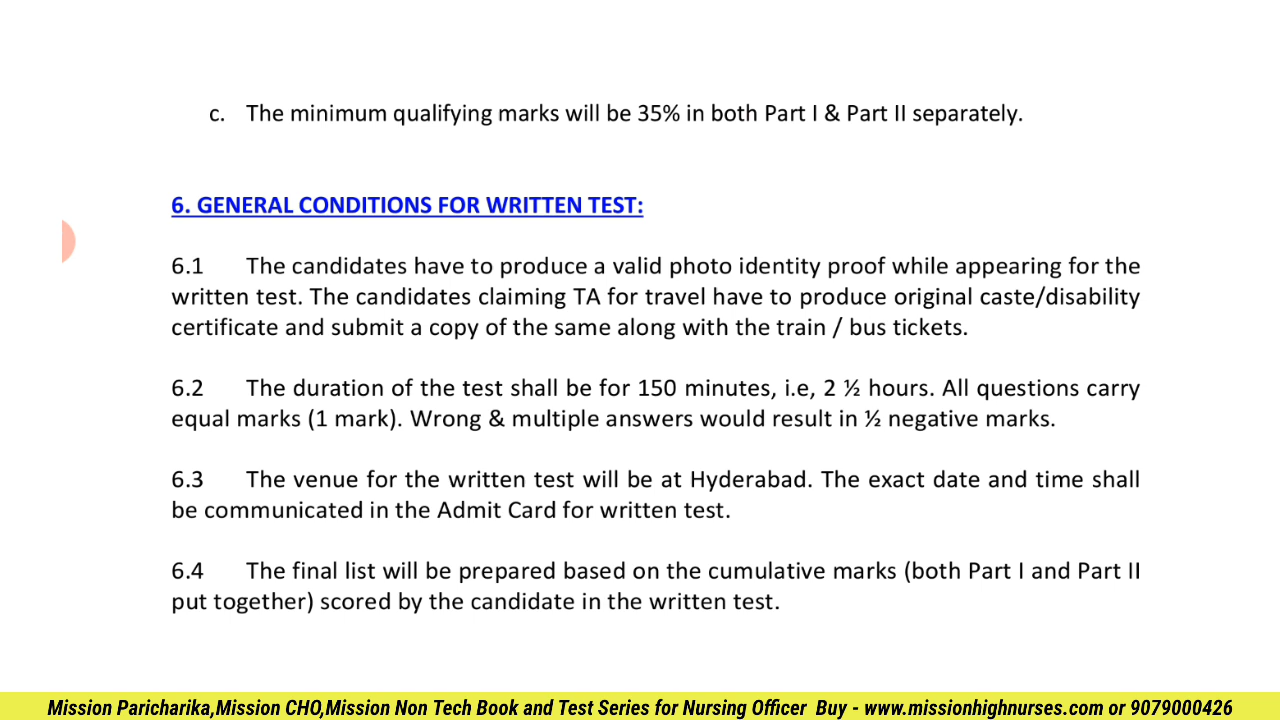 c. The minimum qualifying marks will be 35% in both Part I & Part II separately.
6. GENERAL CONDITIONS FOR WRITTEN TEST:
6.1 The candidates have to produce a valid photo identity proof while appearing for the
written test. The candidates claiming TA for travel have to produce original caste/disability
certificate and submit a copy of the same along with the train / bus tickets.
6.2 The duration of the test shall be for 150 minutes, i.e, 2 ½ hours. All questions carry
equal marks (1 mark). Wrong & multiple answers would result in ½ negative marks.
6.3 The venue for the written test will be at Hyderabad. The exact date and time shall
be communicated in the Admit Card for written test.
6.4 The final list will be prepared based on the cumulative marks (both Part I and Part II
put together) scored by the candidate in the written test.
Mission Paricharika,Mission CHO,Mission Non Tech Book and Test Series for Nursing Officer Buy - www.missionhighnurses.com or 9079000426